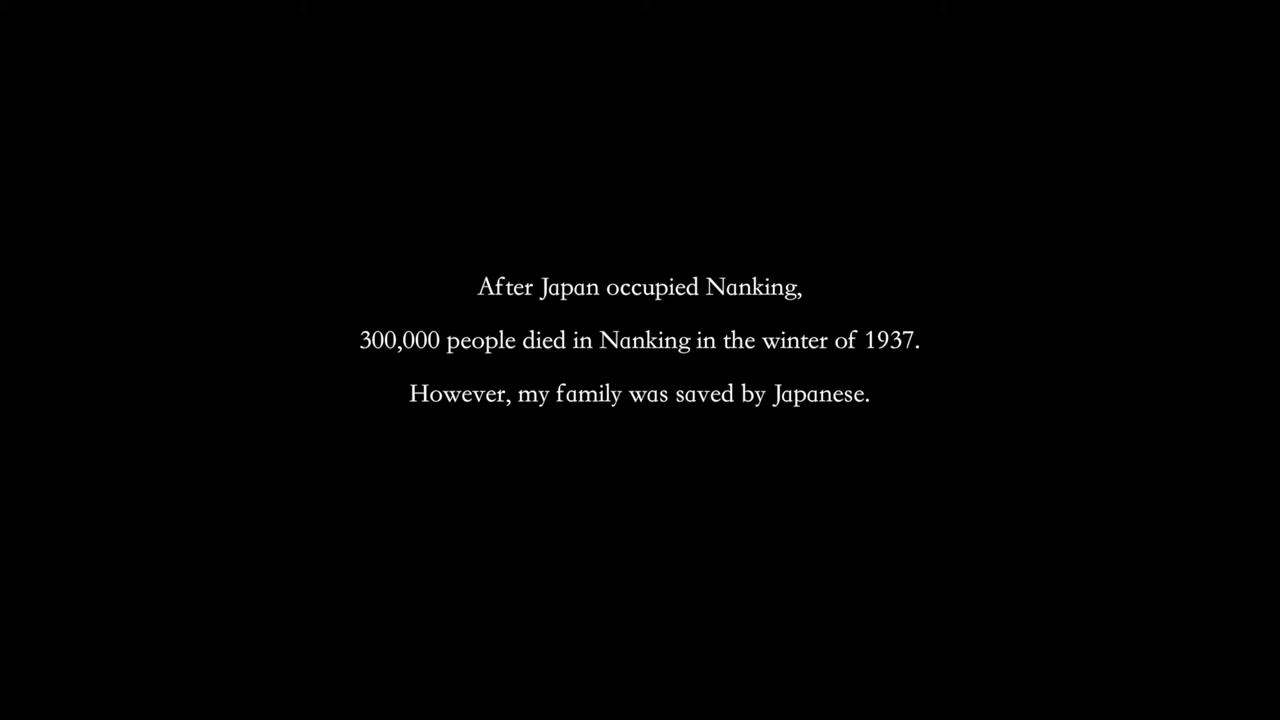 After Japan occupied Nanking,
300,000 people died in Nanking in the winter of 1937.
However, my family was saved by Japanese.